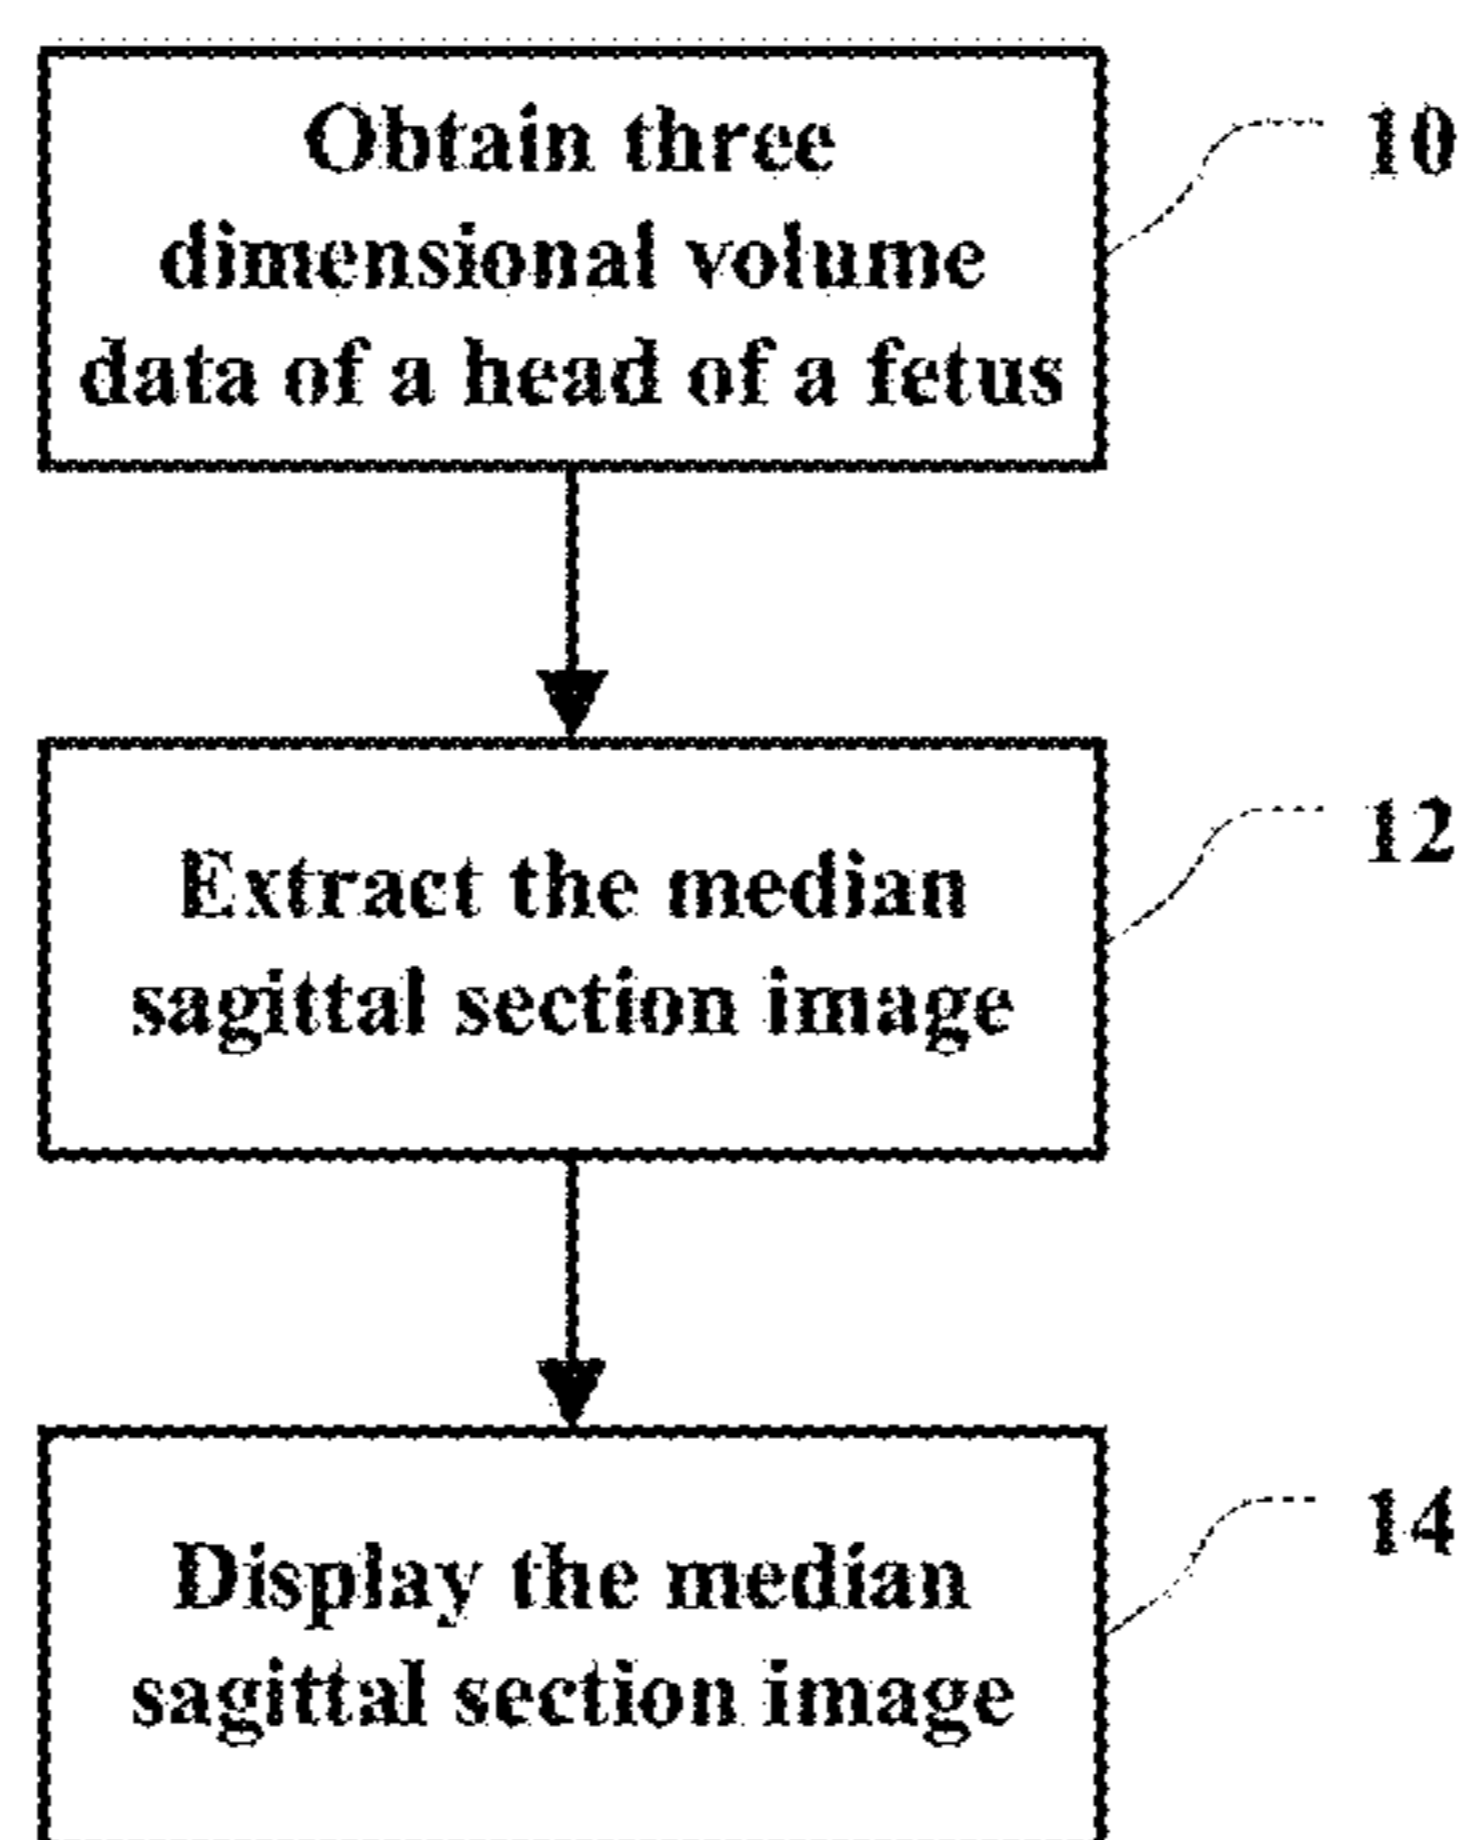 Obtain three
dimensional volume
data of a head of a fetus
10
Extract the median
sagittal section image
12
Display the median
sagittal section image
14